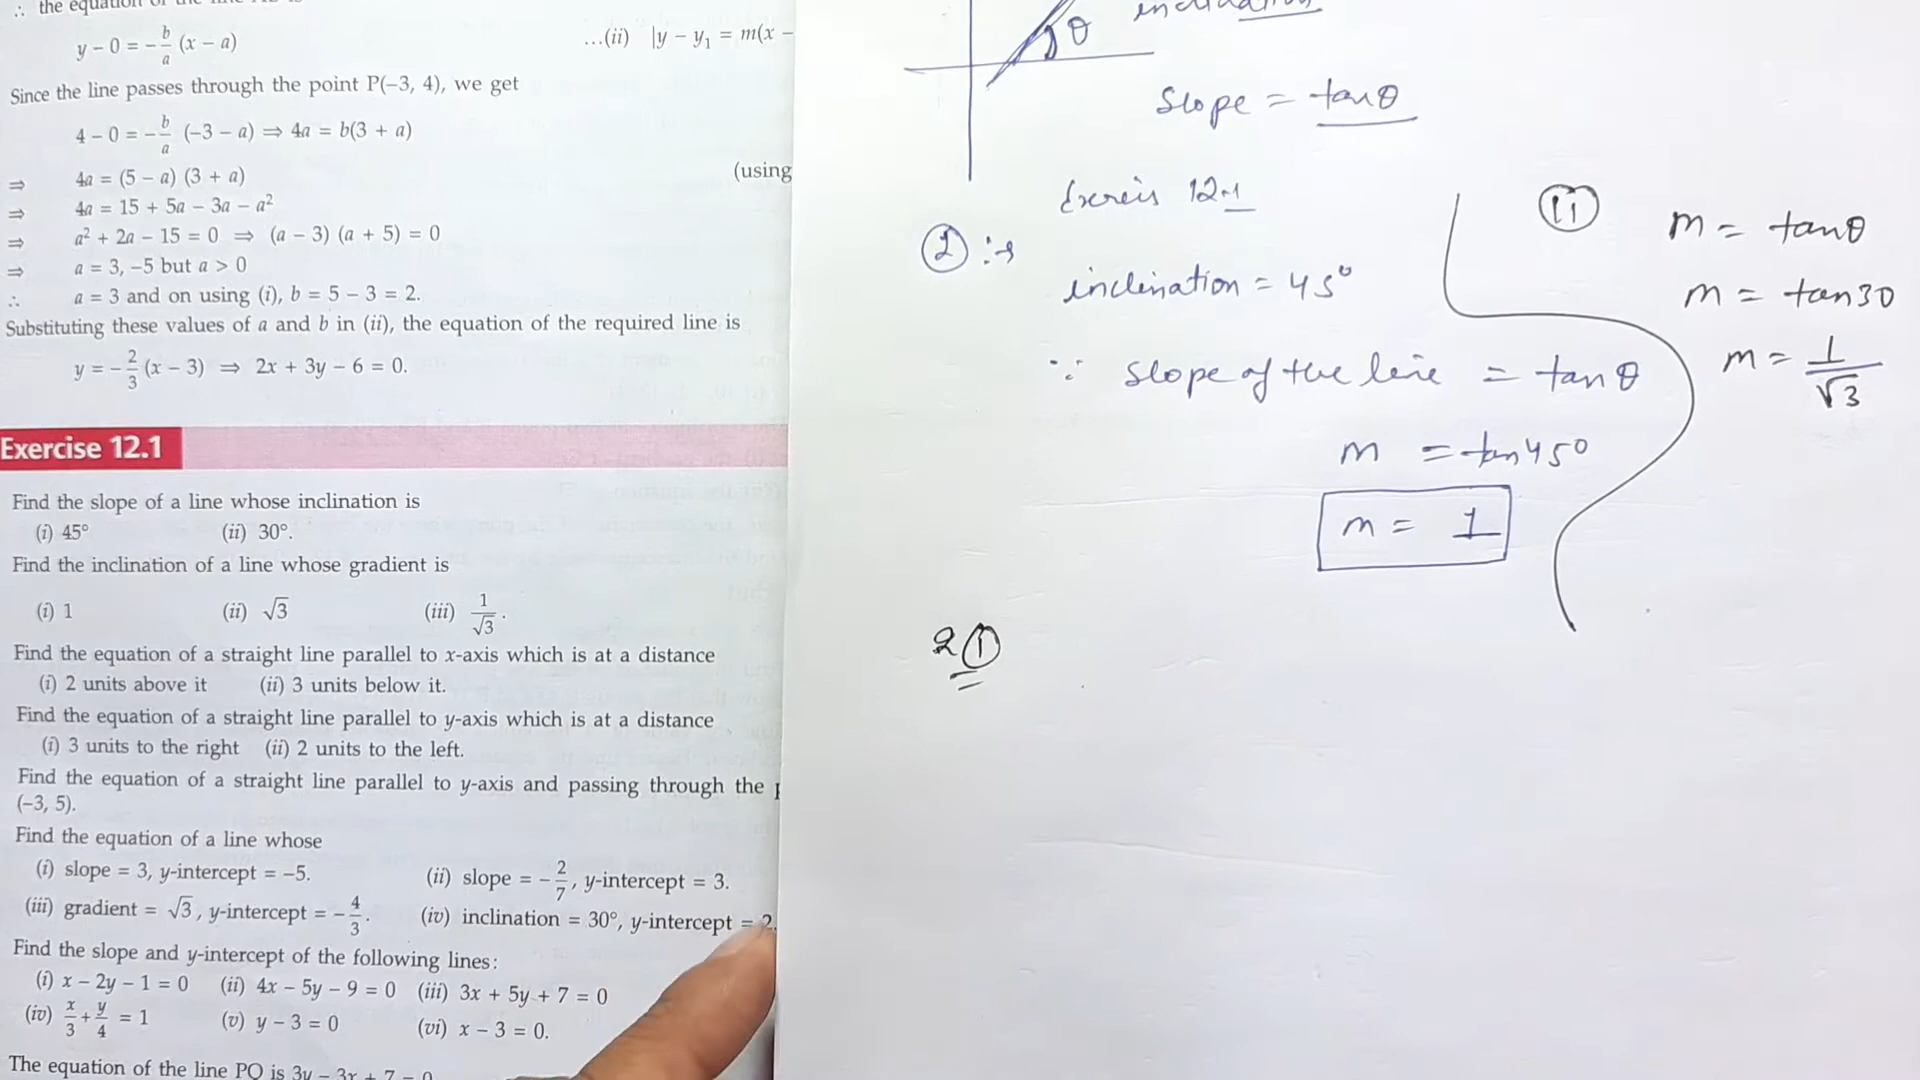 ∴ the equation of the line
y – 0 = –b/a (x – a) ...(ii) |y – y₁ = m(x –
Since the line passes through the point P(–3, 4), we get
4 – 0 = –b/a (–3 – a) ⇒ 4a = b(3 + a)
⇒ 4a = (5 – a) (3 + a) (using
⇒ 4a = 15 + 5a – 3a – a²
⇒ a² + 2a – 15 = 0 ⇒ (a – 3) (a + 5) = 0
⇒ a = 3, –5 but a > 0
∴ a = 3 and on using (i), b = 5 – 3 = 2.
Substituting these values of a and b in (ii), the equation of the required line is
y = –2/3 (x – 3) ⇒ 2x + 3y – 6 = 0.
Exercise 12.1
Find the slope of a line whose inclination is
(i) 45° (ii) 30°.
Find the inclination of a line whose gradient is
(i) 1 (ii) √3 (iii) 1/√3.
Find the equation of a straight line parallel to x-axis which is at a distance
(i) 2 units above it (ii) 3 units below it.
Find the equation of a straight line parallel to y-axis which is at a distance
(i) 3 units to the right (ii) 2 units to the left.
Find the equation of a straight line parallel to y-axis and passing through the
(–3, 5).
Find the equation of a line whose
(i) slope = 3, y-intercept = –5. (ii) slope = –2/7, y-intercept = 3.
(iii) gradient = √3, y-intercept = –4/3. (iv) inclination = 30°, y-intercept = 2.
Find the slope and y-intercept of the following lines:
(i) x – 2y – 1 = 0 (ii) 4x – 5y – 9 = 0 (iii) 3x + 5y + 7 = 0
(iv) x/3 + y/4 = 1 (v) y – 3 = 0 (vi) x – 3 = 0.
The equation of the line PQ is 3y – 3x + 7 = 0
θ inclination
Slope = tanθ
Exercis 12.1
① :→
inclination = 45°
∵ slope of the line = tan θ
m = tan45°
m = 1
(ii) m = tanθ
m = tan30
m = 1/√3
2 (i)